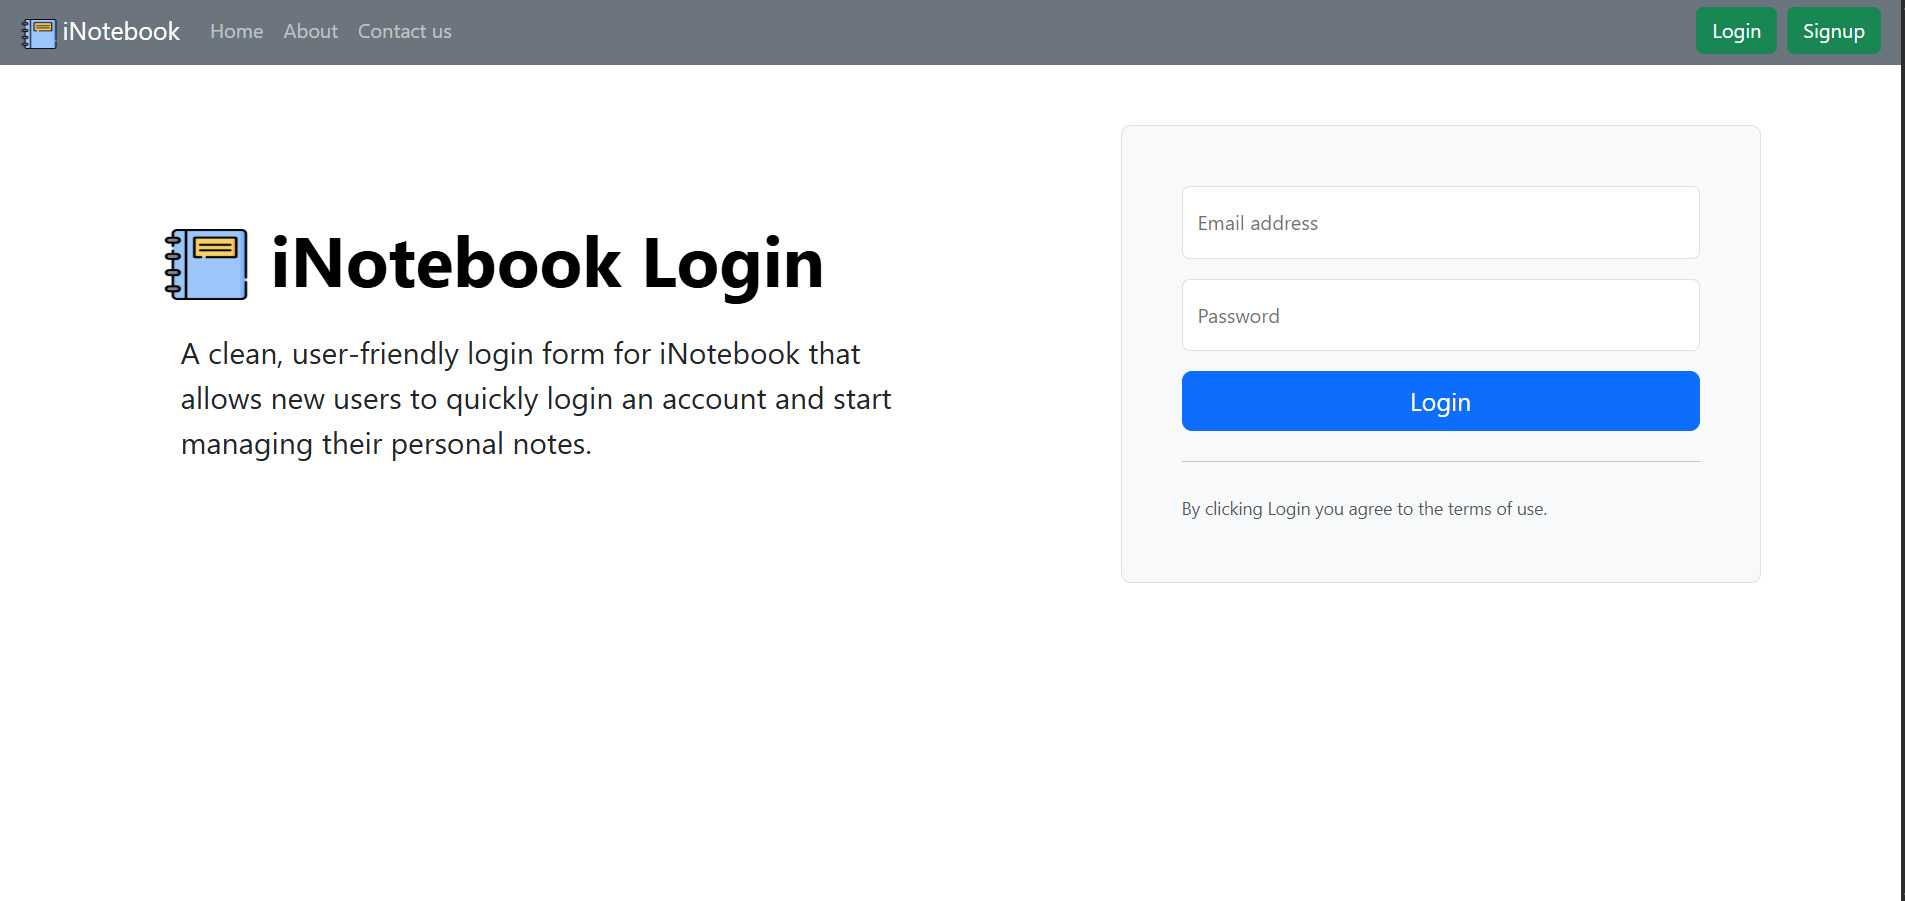 iNotebook Home About Contact us Login Signup
iNotebook Login
A clean, user-friendly login form for iNotebook that
allows new users to quickly login an account and start
managing their personal notes.
Email address
Password
Login
By clicking Login you agree to the terms of use.